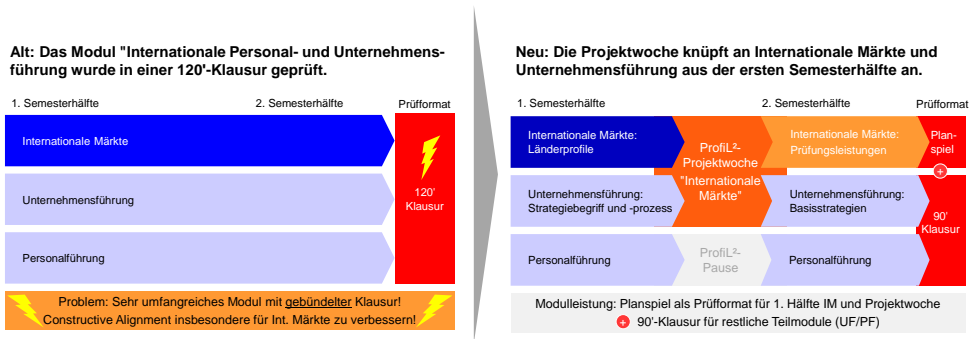 Alt: Das Modul "Internationale Personal- und Unternehmens-
führung wurde in einer 120'-Klausur geprüft.
1. Semesterhälfte
2. Semesterhälfte
Prüfformat
Internationale Märkte
Unternehmensführung
Personalführung
120'
Klausur
Problem: Sehr umfangreiches Modul mit gebündelter Klausur!
Constructive Alignment insbesondere für Int. Märkte zu verbessern!
Neu: Die Projektwoche knüpft an Internationale Märkte und
Unternehmensführung aus der ersten Semesterhälfte an.
1. Semesterhälfte
2. Semesterhälfte
Prüfformat
Internationale Märkte:
Länderprofile
ProfiL²-
Projektwoche
"Internationale
Märkte"
Internationale Märkte:
Prüfungsleistungen
Plan-
spiel
+
Unternehmensführung:
Strategiebegriff und -prozess
Unternehmensführung:
Basisstrategien
90'
Klausur
Personalführung
ProfiL²-
Pause
Personalführung
Modulleistung: Planspiel als Prüfformat für 1. Hälfte IM und Projektwoche
+ 90'-Klausur für restliche Teilmodule (UF/PF)